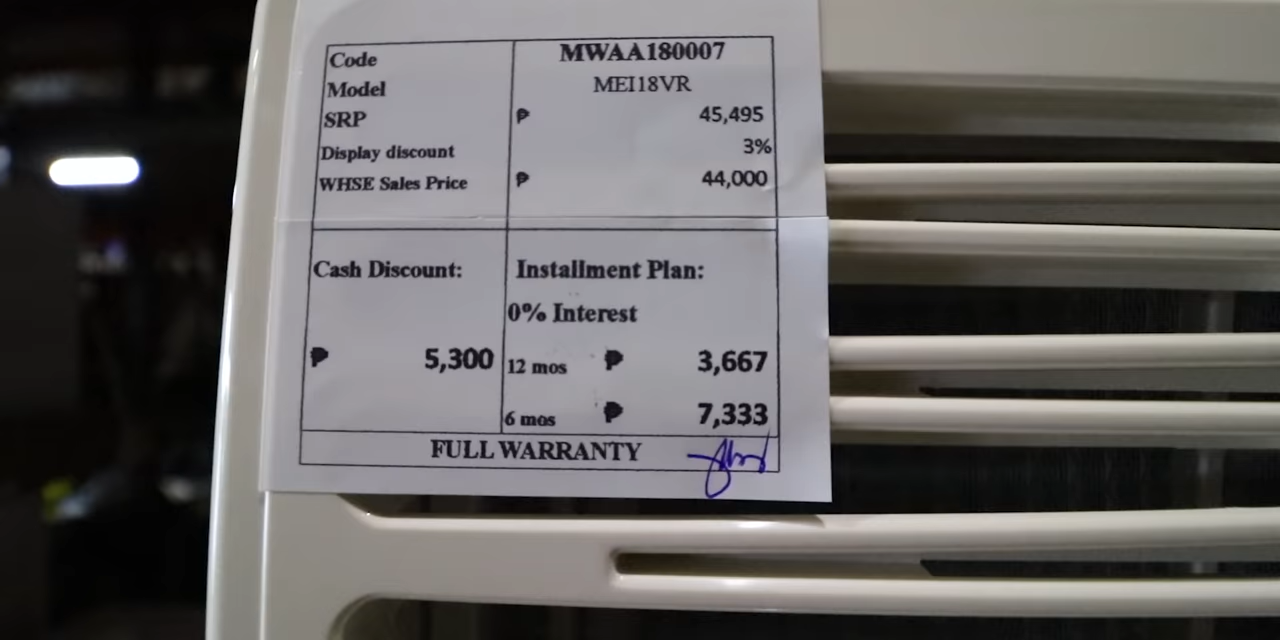 Code MWAA180007
Model MEI18VR
SRP ₱ 45,495
Display discount 3%
WHSE Sales Price ₱ 44,000
Cash Discount: Installment Plan:
0% Interest
₱ 5,300 12 mos ₱ 3,667
6 mos ₱ 7,333
FULL WARRANTY